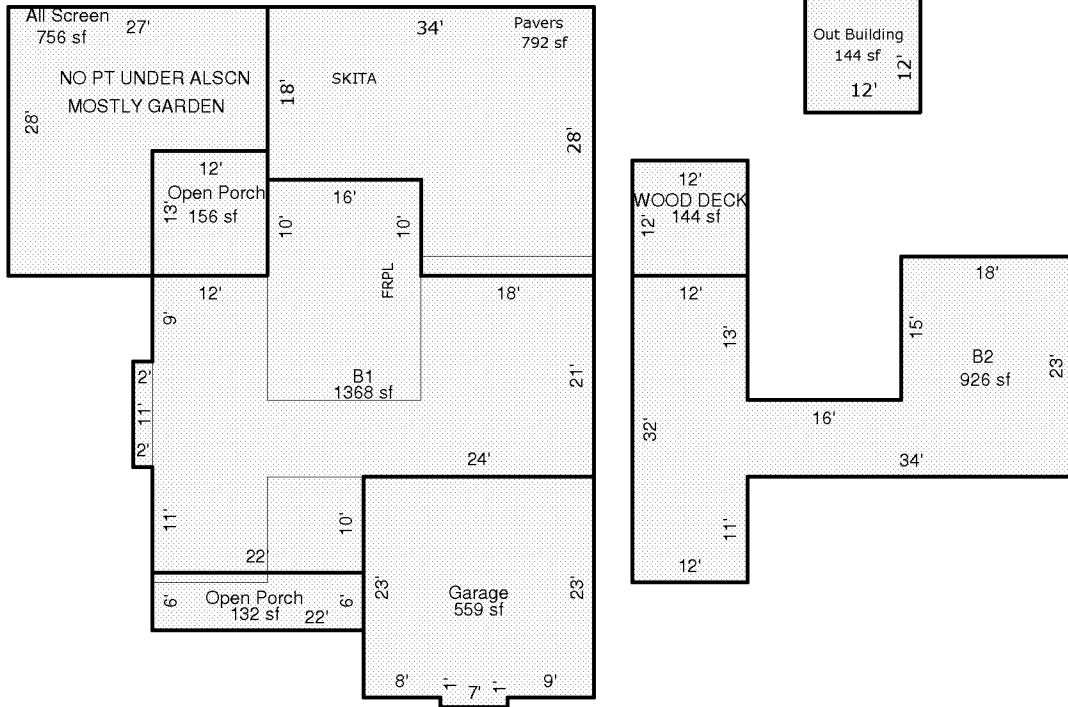 All Screen
756 sf
27'
34'
Pavers
792 sf
Out Building
144 sf
12'
12'
NO PT UNDER ALSCN
MOSTLY GARDEN
SKITA
18'
28'
28'
12'
Open Porch
156 sf
13'
16'
10'
10'
FRPL
12'
WOOD DECK
144 sf
12'
12'
18'
9'
12'
13'
18'
15'
B2
926 sf
23'
2'
11'
2'
B1
1368 sf
21'
32'
16'
34'
24'
11'
10'
22'
11'
12'
6'
Open Porch
132 sf
22'
6'
23'
Garage
559 sf
23'
8'
1'
7'
1'
9'